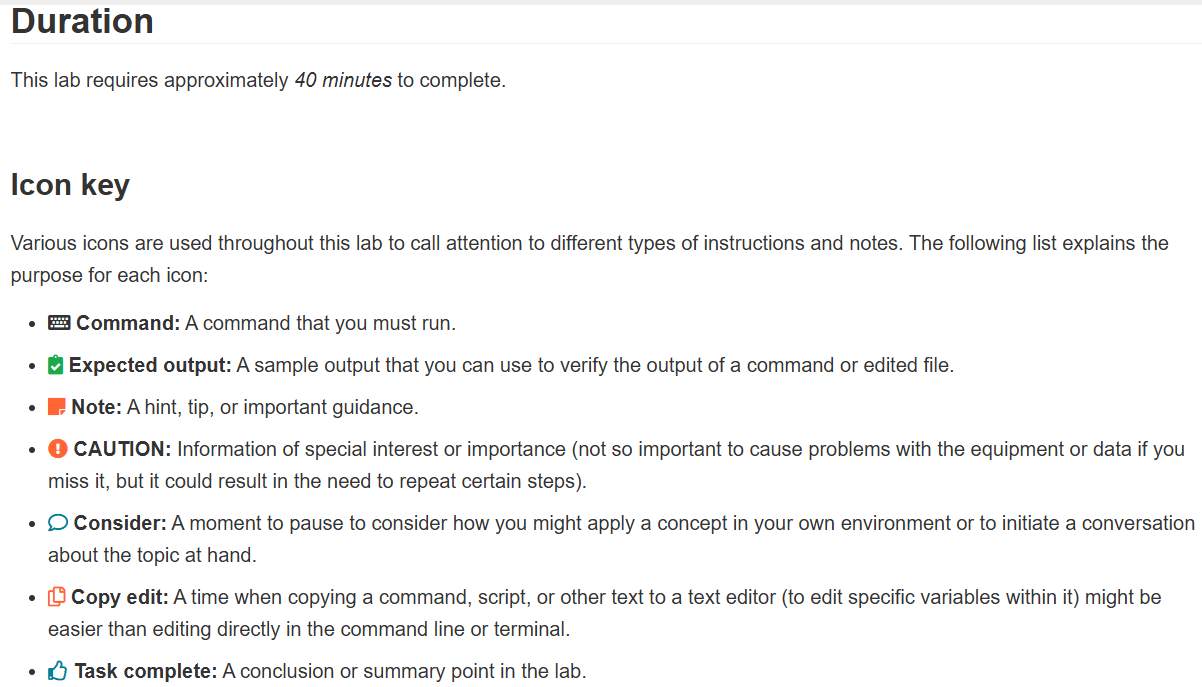 Duration
This lab requires approximately 40 minutes to complete.
Icon key
Various icons are used throughout this lab to call attention to different types of instructions and notes. The following list explains the
purpose for each icon:
Command: A command that you must run.
Expected output: A sample output that you can use to verify the output of a command or edited file.
Note: A hint, tip, or important guidance.
CAUTION: Information of special interest or importance (not so important to cause problems with the equipment or data if you
miss it, but it could result in the need to repeat certain steps).
Consider: A moment to pause to consider how you might apply a concept in your own environment or to initiate a conversation
about the topic at hand.
Copy edit: A time when copying a command, script, or other text to a text editor (to edit specific variables within it) might be
easier than editing directly in the command line or terminal.
Task complete: A conclusion or summary point in the lab.